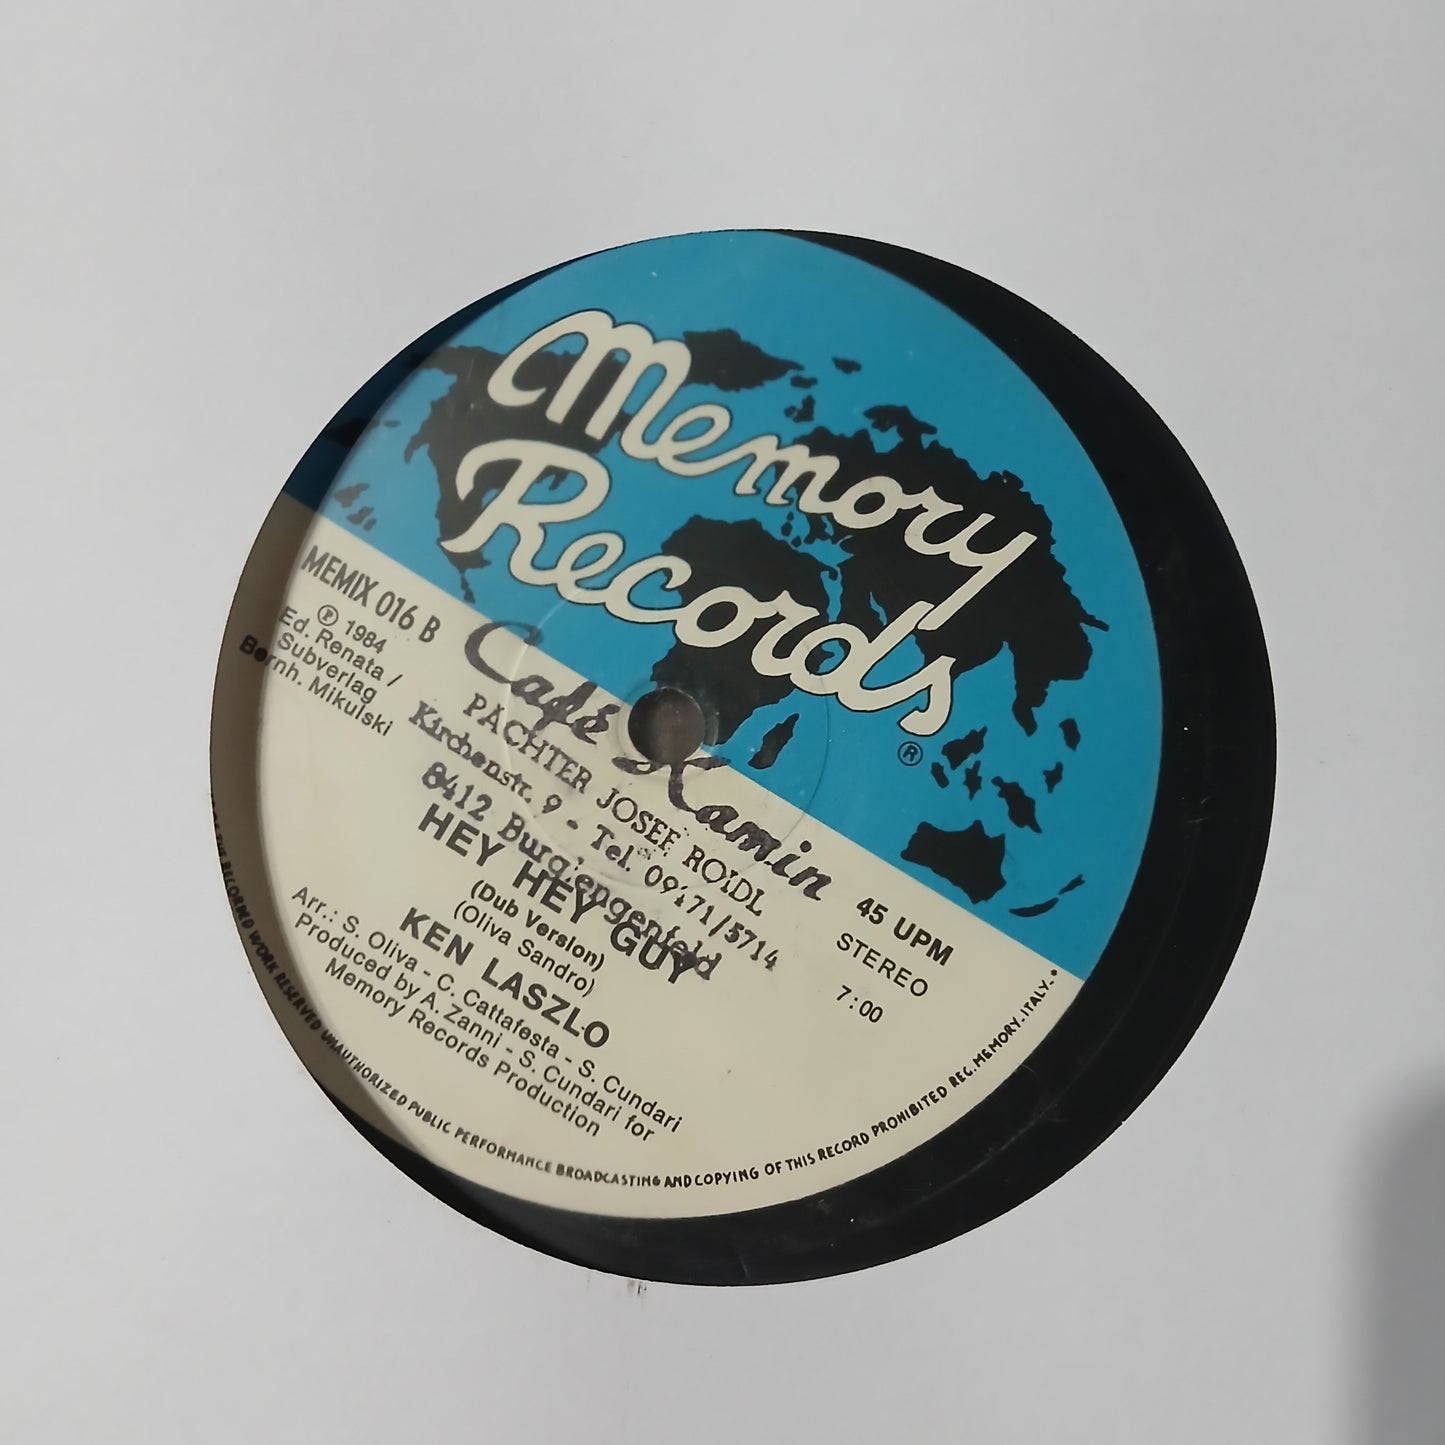 Memory
Records
®
MEMIX 016 B
℗ 1984
Ed. Renata /
Subverlag
Bernh. Mikulski
Café Kamin
PÄCHTER JOSEF ROIDL
Kirchenstr. 9 - Tel. 09471/5714
8412 Burglengenfeld
45 UPM
STEREO
7:00
HEY HEY GUY
(Dub Version)
(Oliva Sandro)
KEN LASZLO
Arr.: S. Oliva - C. Cattafesta - S. Cundari
Produced by A. Zanni - S. Cundari for
Memory Records Production
RECORDED WORK RESERVED UNAUTHORIZED PUBLIC PERFORMANCE BROADCASTING AND COPYING OF THIS RECORD PROHIBITED REC. MEMORY. ITALY.